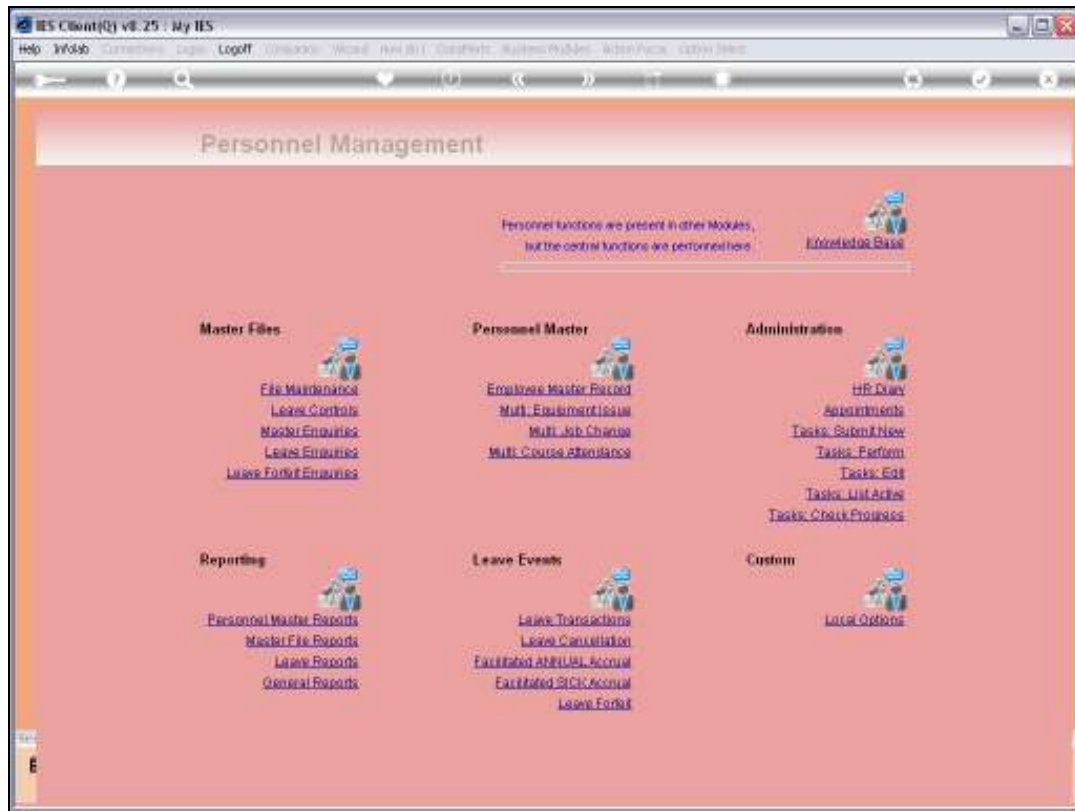 IES Client(Q) v8.25 : My IES
Help Infolab Logoff
Personnel Management
Personnel functions are present in other Modules,
but the central functions are performed here
Knowledge Base
Master Files
File Maintenance
Leave Controls
Master Enquiries
Leave Enquiries
Leave Forfeit Enquiries
Personnel Master
Employee Master Record
Multi: Equipment Issue
Multi: Job Change
Multi: Course Attendance
Administration
HR Diary
Appointments
Tasks: Submit New
Tasks: Perform
Tasks: Edit
Tasks: List Active
Tasks: Check Progress
Reporting
Personnel Master Reports
Master File Reports
Leave Reports
General Reports
Leave Events
Leave Transactions
Leave Cancellation
Facilitated ANNUAL Accrual
Facilitated SICK Accrual
Leave Forfeit
Custom
Local Options